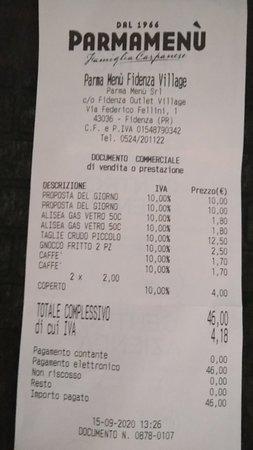 DAL 1966
PARMAMENÙ
Famiglia Carpanese
Parma Menù Fidenza Village
Parma Menù Srl
c/o Fidenza Outlet Village
Via Federico Fellini, 1
43036 - Fidenza (PR)
C.F. e P.IVA 01548790342
Tel. 0524/201122
DOCUMENTO COMMERCIALE
di vendita o prestazione
DESCRIZIONE IVA Prezzo(€)
PROPOSTA DEL GIORNO 10,00% 10,00
PROPOSTA DEL GIORNO 10,00% 10,00
ALISEA GAS VETRO 50C 10,00% 1,80
ALISEA GAS VETRO 50C 10,00% 1,80
TAGLIE CRUDO PICCOLO 10,00% 12,50
GNOCCO FRITTO 2 PZ 10,00% 2,50
CAFFE' 10,00% 1,70
CAFFE' 10,00% 1,70
2 x 2,00
COPERTO 10,00% 4,00
TOTALE COMPLESSIVO 46,00
di cui IVA 4,18
Pagamento contante 0,00
Pagamento elettronico 46,00
Non riscosso 0,00
Resto 0,00
Importo pagato 46,00
15-09-2020 13:26
DOCUMENTO N. 0878-0107